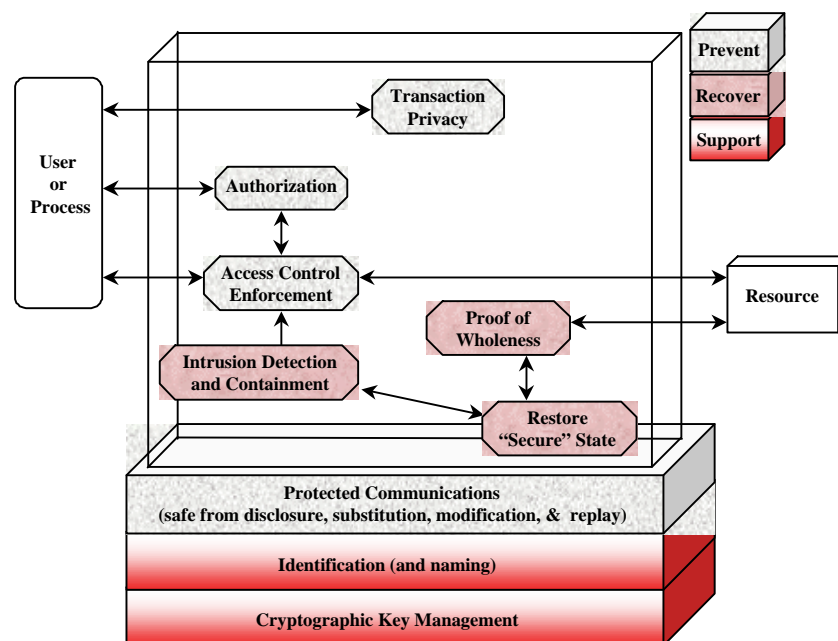 Prevent
Recover
Support
Transaction
Privacy
User
or
Process
Authorization
Access Control
Enforcement
Resource
Proof of
Wholeness
Intrusion Detection
and Containment
Restore
“Secure” State
Protected Communications
(safe from disclosure, substitution, modification, & replay)
Identification (and naming)
Cryptographic Key Management